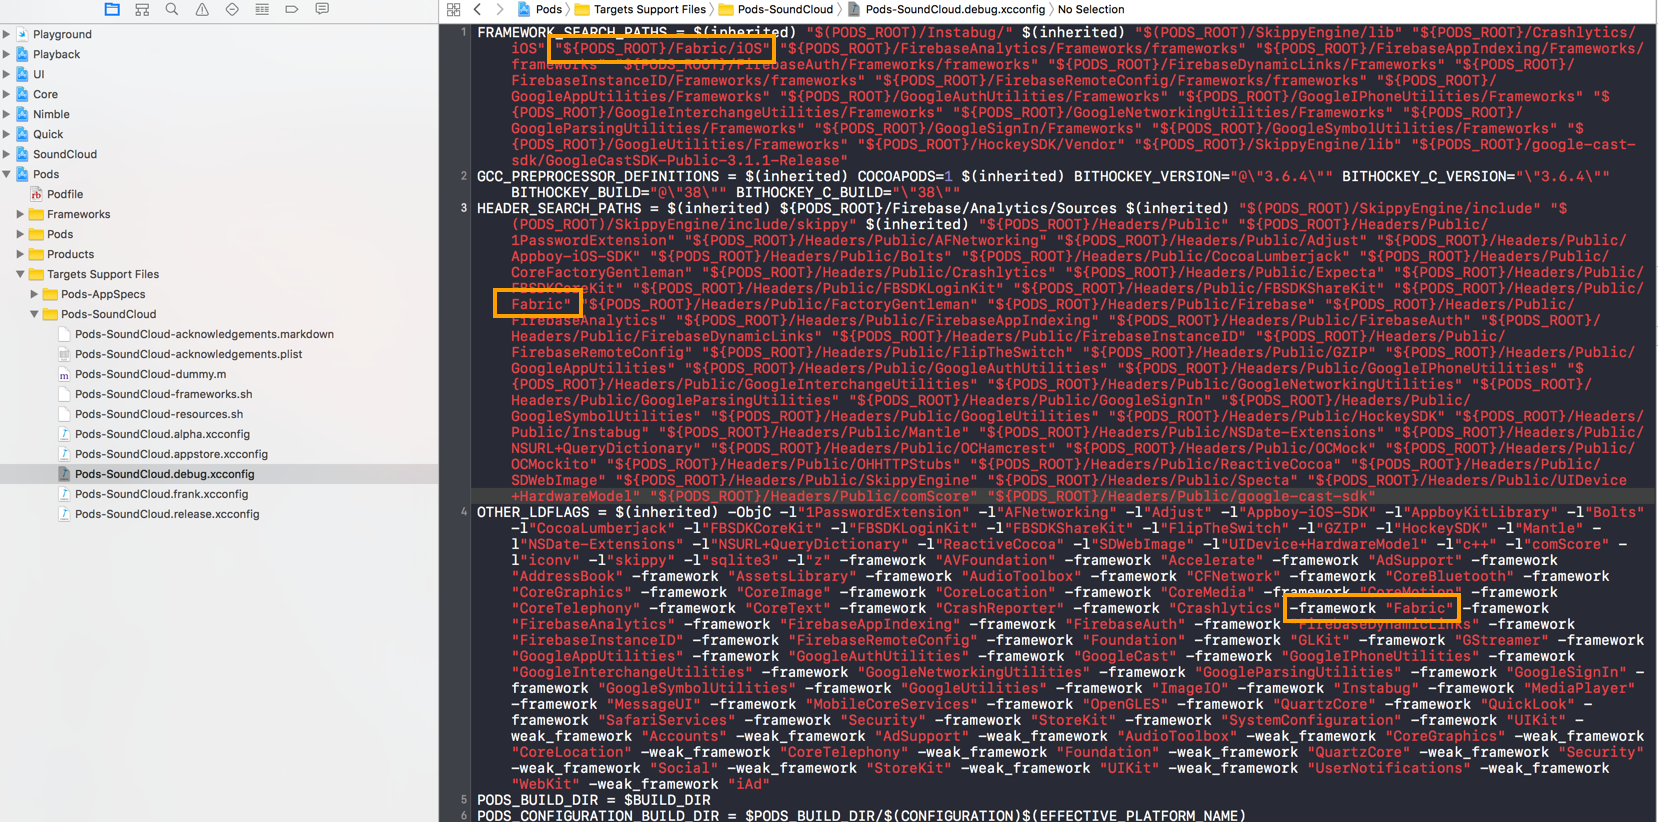 Pods 〉 Targets Support Files 〉 Pods-SoundCloud 〉 Pods-SoundCloud.debug.xcconfig 〉 No Selection
Playground
Playback
UI
Core
Nimble
Quick
SoundCloud
Pods
Podfile
Frameworks
Pods
Products
Targets Support Files
Pods-AppSpecs
Pods-SoundCloud
Pods-SoundCloud-acknowledgements.markdown
Pods-SoundCloud-acknowledgements.plist
Pods-SoundCloud-dummy.m
Pods-SoundCloud-frameworks.sh
Pods-SoundCloud-resources.sh
Pods-SoundCloud.alpha.xcconfig
Pods-SoundCloud.appstore.xcconfig
Pods-SoundCloud.debug.xcconfig
Pods-SoundCloud.frank.xcconfig
Pods-SoundCloud.release.xcconfig
1 FRAMEWORK_SEARCH_PATHS = $(inherited) "$(PODS_ROOT)/Instabug/" $(inherited) "$(PODS_ROOT)/SkippyEngine/lib" "${PODS_ROOT}/Crashlytics/
iOS" "${PODS_ROOT}/Fabric/iOS" "${PODS_ROOT}/FirebaseAnalytics/Frameworks/frameworks" "${PODS_ROOT}/FirebaseAppIndexing/Frameworks/
frameworks" "${PODS_ROOT}/FirebaseAuth/Frameworks/frameworks" "${PODS_ROOT}/FirebaseDynamicLinks/Frameworks" "${PODS_ROOT}/
FirebaseInstanceID/Frameworks/frameworks" "${PODS_ROOT}/FirebaseRemoteConfig/Frameworks/frameworks" "${PODS_ROOT}/
GoogleAppUtilities/Frameworks" "${PODS_ROOT}/GoogleAuthUtilities/Frameworks" "${PODS_ROOT}/GoogleIPhoneUtilities/Frameworks" "$
{PODS_ROOT}/GoogleInterchangeUtilities/Frameworks" "${PODS_ROOT}/GoogleNetworkingUtilities/Frameworks" "${PODS_ROOT}/
GoogleParsingUtilities/Frameworks" "${PODS_ROOT}/GoogleSignIn/Frameworks" "${PODS_ROOT}/GoogleSymbolUtilities/Frameworks" "$
{PODS_ROOT}/GoogleUtilities/Frameworks" "${PODS_ROOT}/HockeySDK/Vendor" "${PODS_ROOT}/SkippyEngine/lib" "${PODS_ROOT}/google-cast-
sdk/GoogleCastSDK-Public-3.1.1-Release"
2 GCC_PREPROCESSOR_DEFINITIONS = $(inherited) COCOAPODS=1 $(inherited) BITHOCKEY_VERSION="@\"3.6.4\"" BITHOCKEY_C_VERSION="\"3.6.4\""
BITHOCKEY_BUILD="@\"38\"" BITHOCKEY_C_BUILD="\"38\""
3 HEADER_SEARCH_PATHS = $(inherited) ${PODS_ROOT}/Firebase/Analytics/Sources $(inherited) "$(PODS_ROOT)/SkippyEngine/include" "$
(PODS_ROOT)/SkippyEngine/include/skippy" $(inherited) "${PODS_ROOT}/Headers/Public" "${PODS_ROOT}/Headers/Public/
1PasswordExtension" "${PODS_ROOT}/Headers/Public/AFNetworking" "${PODS_ROOT}/Headers/Public/Adjust" "${PODS_ROOT}/Headers/Public/
Appboy-iOS-SDK" "${PODS_ROOT}/Headers/Public/Bolts" "${PODS_ROOT}/Headers/Public/CocoaLumberjack" "${PODS_ROOT}/Headers/Public/
CoreFactoryGentleman" "${PODS_ROOT}/Headers/Public/Crashlytics" "${PODS_ROOT}/Headers/Public/Expecta" "${PODS_ROOT}/Headers/Public/
FBSDKCoreKit" "${PODS_ROOT}/Headers/Public/FBSDKLoginKit" "${PODS_ROOT}/Headers/Public/FBSDKShareKit" "${PODS_ROOT}/Headers/Public/
Fabric" "${PODS_ROOT}/Headers/Public/FactoryGentleman" "${PODS_ROOT}/Headers/Public/Firebase" "${PODS_ROOT}/Headers/Public/
FirebaseAnalytics" "${PODS_ROOT}/Headers/Public/FirebaseAppIndexing" "${PODS_ROOT}/Headers/Public/FirebaseAuth" "${PODS_ROOT}/
Headers/Public/FirebaseDynamicLinks" "${PODS_ROOT}/Headers/Public/FirebaseInstanceID" "${PODS_ROOT}/Headers/Public/
FirebaseRemoteConfig" "${PODS_ROOT}/Headers/Public/FlipTheSwitch" "${PODS_ROOT}/Headers/Public/GZIP" "${PODS_ROOT}/Headers/Public/
GoogleAppUtilities" "${PODS_ROOT}/Headers/Public/GoogleAuthUtilities" "${PODS_ROOT}/Headers/Public/GoogleIPhoneUtilities" "$
{PODS_ROOT}/Headers/Public/GoogleInterchangeUtilities" "${PODS_ROOT}/Headers/Public/GoogleNetworkingUtilities" "${PODS_ROOT}/
Headers/Public/GoogleParsingUtilities" "${PODS_ROOT}/Headers/Public/GoogleSignIn" "${PODS_ROOT}/Headers/Public/
GoogleSymbolUtilities" "${PODS_ROOT}/Headers/Public/GoogleUtilities" "${PODS_ROOT}/Headers/Public/HockeySDK" "${PODS_ROOT}/Headers/
Public/Instabug" "${PODS_ROOT}/Headers/Public/Mantle" "${PODS_ROOT}/Headers/Public/NSDate-Extensions" "${PODS_ROOT}/Headers/Public/
NSURL+QueryDictionary" "${PODS_ROOT}/Headers/Public/OCHamcrest" "${PODS_ROOT}/Headers/Public/OCMock" "${PODS_ROOT}/Headers/Public/
OCMockito" "${PODS_ROOT}/Headers/Public/OHHTTPStubs" "${PODS_ROOT}/Headers/Public/ReactiveCocoa" "${PODS_ROOT}/Headers/Public/
SDWebImage" "${PODS_ROOT}/Headers/Public/SkippyEngine" "${PODS_ROOT}/Headers/Public/Specta" "${PODS_ROOT}/Headers/Public/UIDevice
+HardwareModel" "${PODS_ROOT}/Headers/Public/comScore" "${PODS_ROOT}/Headers/Public/google-cast-sdk"
4 OTHER_LDFLAGS = $(inherited) -ObjC -l"1PasswordExtension" -l"AFNetworking" -l"Adjust" -l"Appboy-iOS-SDK" -l"AppboyKitLibrary" -l"Bolts"
-l"CocoaLumberjack" -l"FBSDKCoreKit" -l"FBSDKLoginKit" -l"FBSDKShareKit" -l"FlipTheSwitch" -l"GZIP" -l"HockeySDK" -l"Mantle" -
l"NSDate-Extensions" -l"NSURL+QueryDictionary" -l"ReactiveCocoa" -l"SDWebImage" -l"UIDevice+HardwareModel" -l"c++" -l"comScore" -
l"iconv" -l"skippy" -l"sqlite3" -l"z" -framework "AVFoundation" -framework "Accelerate" -framework "AdSupport" -framework
"AddressBook" -framework "AssetsLibrary" -framework "AudioToolbox" -framework "CFNetwork" -framework "CoreBluetooth" -framework
"CoreGraphics" -framework "CoreImage" -framework "CoreLocation" -framework "CoreMedia" -framework "CoreMotion" -framework
"CoreTelephony" -framework "CoreText" -framework "CrashReporter" -framework "Crashlytics" -framework "Fabric" -framework
"FirebaseAnalytics" -framework "FirebaseAppIndexing" -framework "FirebaseAuth" -framework "FirebaseDynamicLinks" -framework
"FirebaseInstanceID" -framework "FirebaseRemoteConfig" -framework "Foundation" -framework "GLKit" -framework "GStreamer" -framework
"GoogleAppUtilities" -framework "GoogleAuthUtilities" -framework "GoogleCast" -framework "GoogleIPhoneUtilities" -framework
"GoogleInterchangeUtilities" -framework "GoogleNetworkingUtilities" -framework "GoogleParsingUtilities" -framework "GoogleSignIn" -
framework "GoogleSymbolUtilities" -framework "GoogleUtilities" -framework "ImageIO" -framework "Instabug" -framework "MediaPlayer"
-framework "MessageUI" -framework "MobileCoreServices" -framework "OpenGLES" -framework "QuartzCore" -framework "QuickLook" -
framework "SafariServices" -framework "Security" -framework "StoreKit" -framework "SystemConfiguration" -framework "UIKit" -
weak_framework "Accounts" -weak_framework "AdSupport" -weak_framework "AudioToolbox" -weak_framework "CoreGraphics" -weak_framework
"CoreLocation" -weak_framework "CoreTelephony" -weak_framework "Foundation" -weak_framework "QuartzCore" -weak_framework "Security"
-weak_framework "Social" -weak_framework "StoreKit" -weak_framework "UIKit" -weak_framework "UserNotifications" -weak_framework
"WebKit" -weak_framework "iAd"
5 PODS_BUILD_DIR = $BUILD_DIR
6 PODS_CONFIGURATION_BUILD_DIR = $PODS_BUILD_DIR/$(CONFIGURATION)$(EFFECTIVE_PLATFORM_NAME)